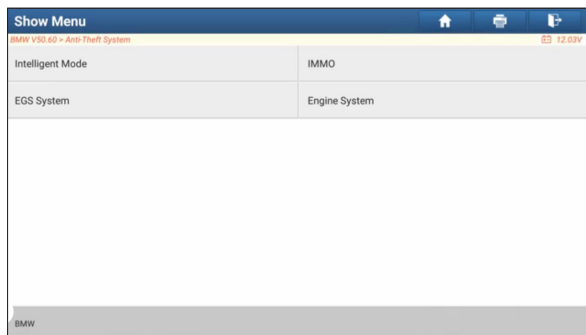 Show Menu
BMW V50.60 > Anti-Theft System 12.03V
Intelligent Mode IMMO
EGS System Engine System
BMW